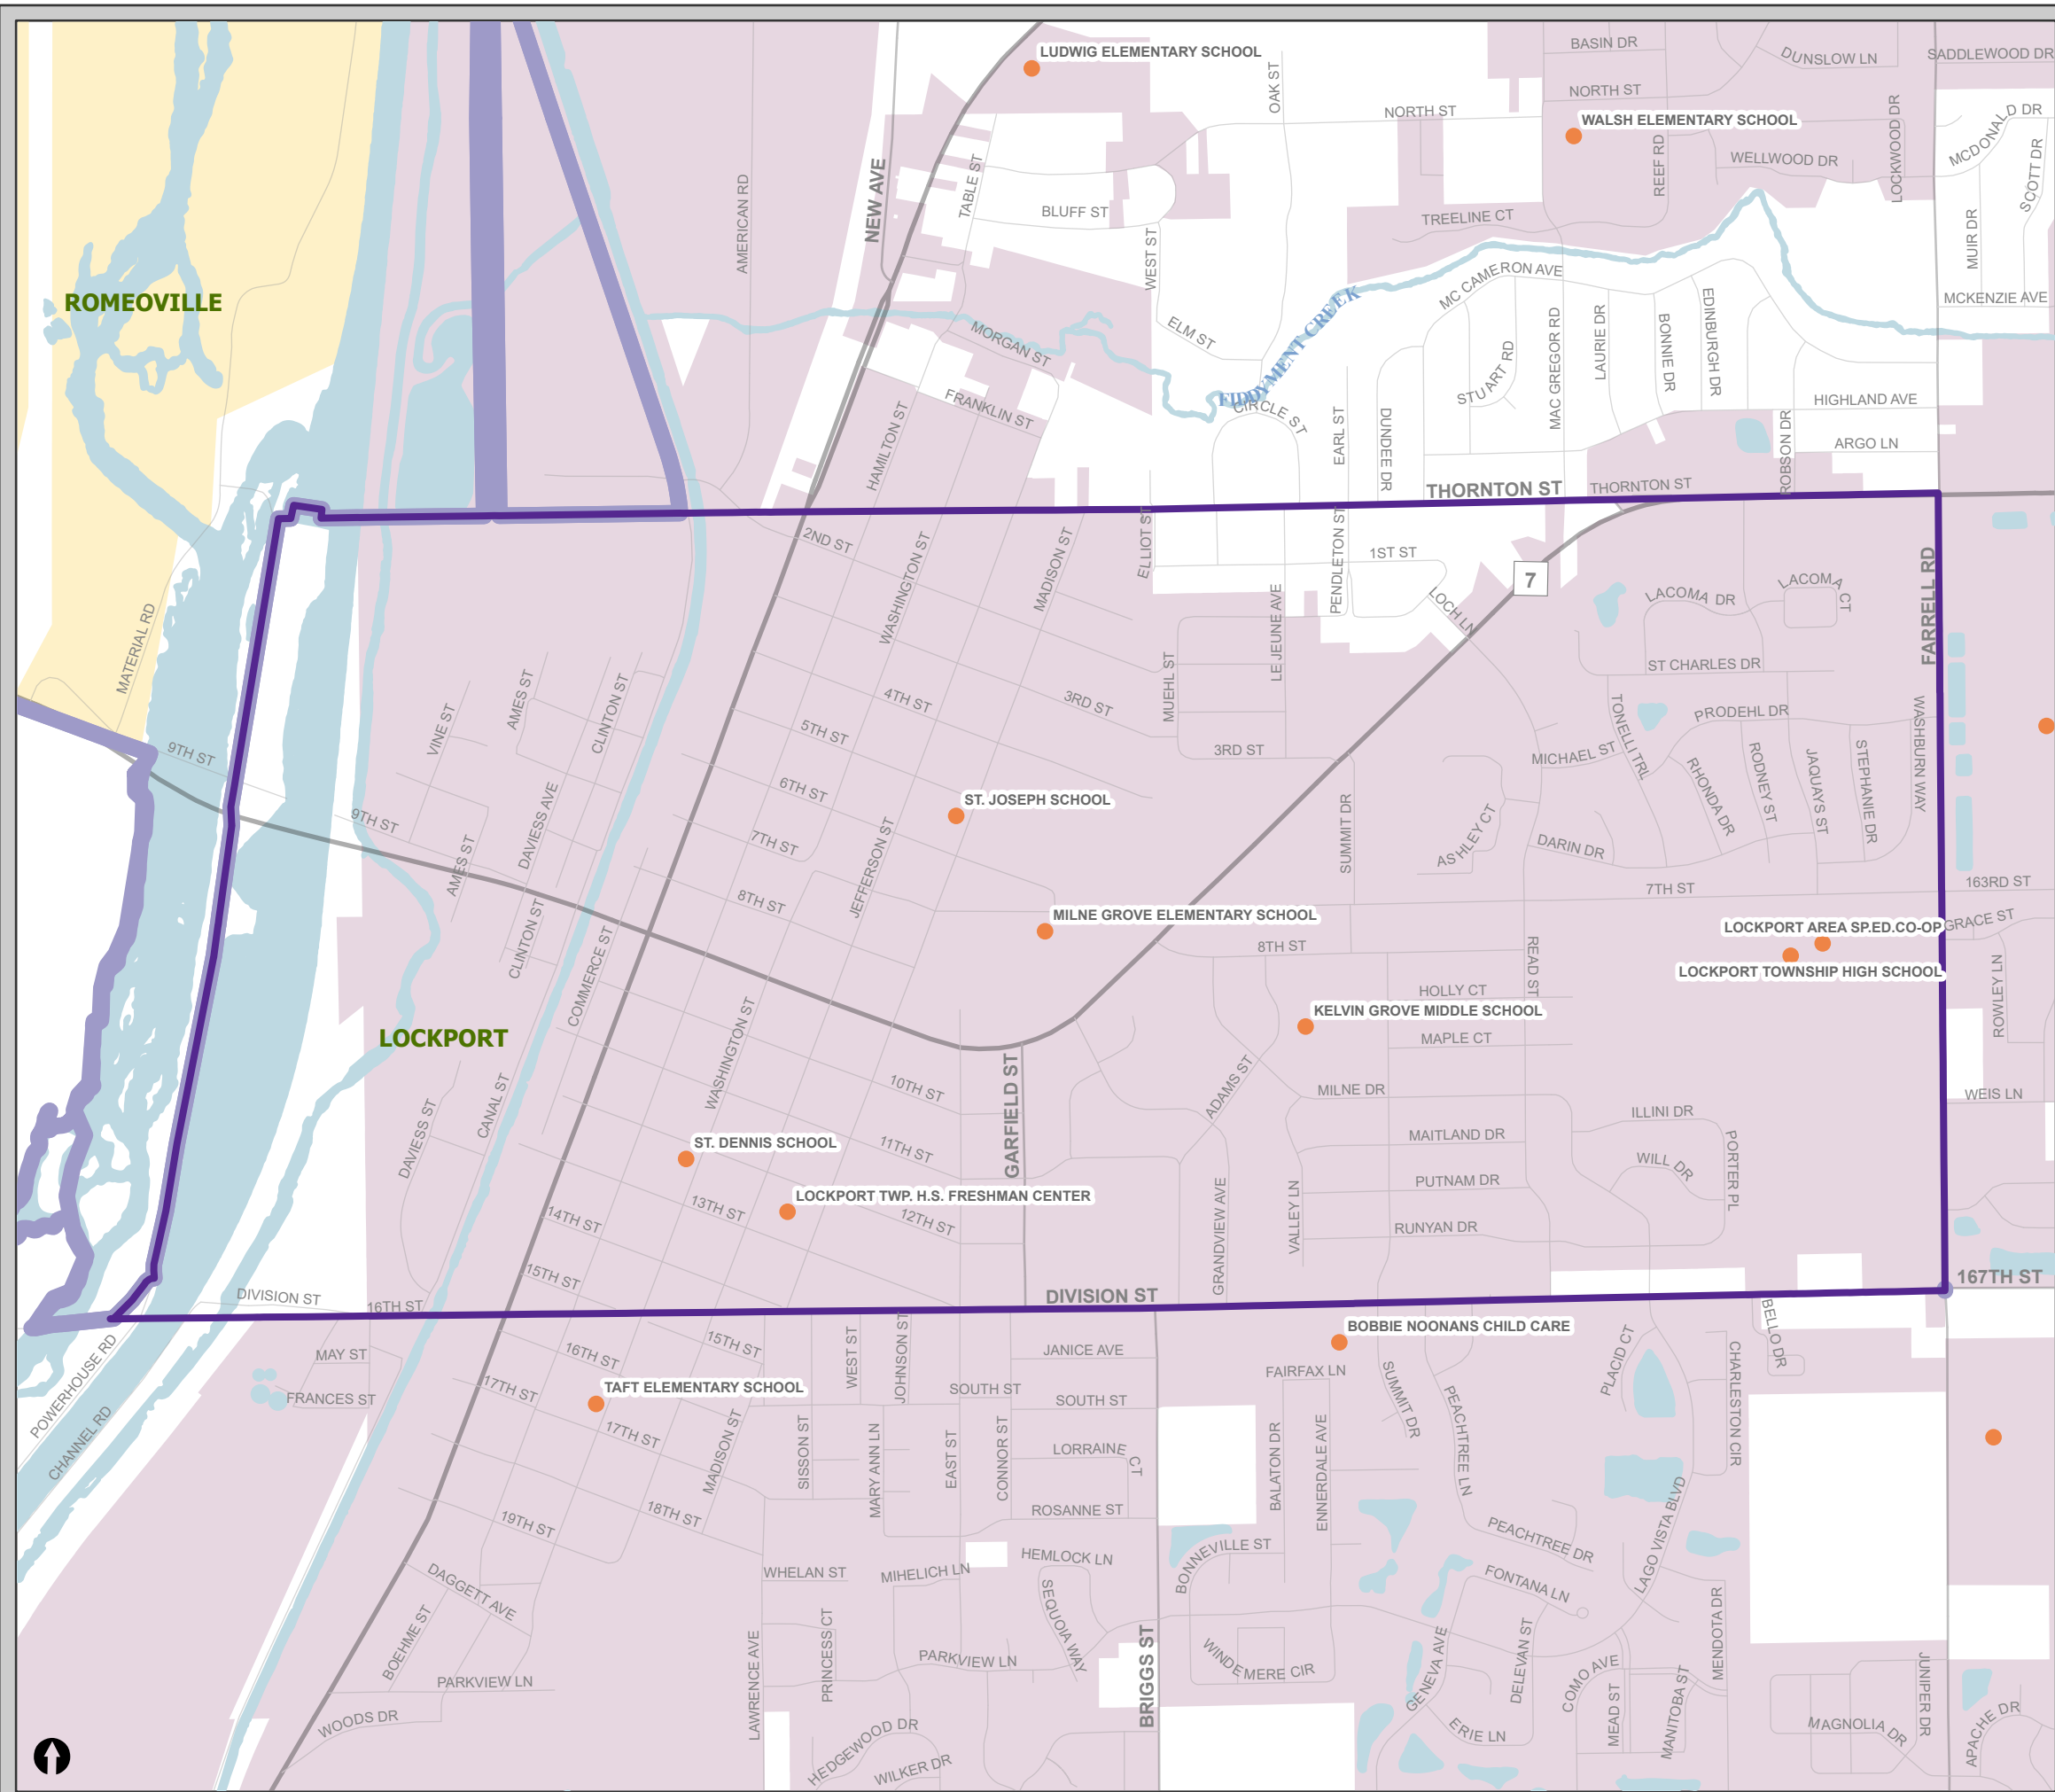 LUDWIG ELEMENTARY SCHOOL
BASIN DR
DUNSLOW LN
SADDLEWOOD DR
OAK ST
NORTH ST
NORTH ST
WALSH ELEMENTARY SCHOOL
LOCKWOOD DR
MCDONALD DR
SCOTT DR
REEF RD
WELLWOOD DR
AMERICAN RD
NEW AVE
TABLE ST
BLUFF ST
TREELINE CT
MUIR DR
WEST ST
ROMEOVILLE
MC CAMERON AVE
MCKENZIE AVE
FIDDYMENT CREEK
ELM ST
MORGAN ST
STUART RD
MAC GREGOR RD
LAURIE DR
BONNIE DR
EDINBURGH DR
HAMILTON ST
FRANKLIN ST
CIRCLE ST
EARL ST
DUNDEE DR
HIGHLAND AVE
ROBSON DR
ARGO LN
THORNTON ST
THORNTON ST
2ND ST
WASHINGTON ST
MADISON ST
ELLIOT ST
PENDLETON ST
1ST ST
7
LOCH LN
LACOMA DR
LACOMA CT
FARRELL RD
MATERIAL RD
LE JEUNE AVE
MUEHL ST
ST CHARLES DR
VINE ST
AMES ST
CLINTON ST
4TH ST
3RD ST
5TH ST
3RD ST
MICHAEL ST
TONELLI TRL
PRODEHL DR
WASHBURN WAY
9TH ST
6TH ST
RHONDA DR
RODNEY ST
JAQUAYS ST
STEPHANIE DR
ST. JOSEPH SCHOOL
9TH ST
AMES ST
DAVIESS AVE
7TH ST
JEFFERSON ST
SUMMIT DR
ASHLEY CT
DARIN DR
7TH ST
163RD ST
8TH ST
MILNE GROVE ELEMENTARY SCHOOL
8TH ST
GRACE ST
LOCKPORT AREA SP.ED.CO-OP
LOCKPORT TOWNSHIP HIGH SCHOOL
CLINTON ST
COMMERCE ST
READ ST
HOLLY CT
ROWLEY LN
KELVIN GROVE MIDDLE SCHOOL
LOCKPORT
MAPLE CT
WASHINGTON ST
10TH ST
GARFIELD ST
ADAMS ST
MILNE DR
WEIS LN
DAVIESS ST
CANAL ST
ILLINI DR
ST. DENNIS SCHOOL
11TH ST
MAITLAND DR
WILL DR
PORTER PL
PUTNAM DR
LOCKPORT TWP. H.S. FRESHMAN CENTER
13TH ST
12TH ST
14TH ST
GRANDVIEW AVE
VALLEY LN
RUNYAN DR
15TH ST
DIVISION ST
167TH ST
DIVISION ST
16TH ST
BOBBIE NOONANS CHILD CARE
BELLO DR
POWERHOUSE RD
MAY ST
15TH ST
16TH ST
WEST ST
JOHNSON ST
JANICE AVE
FAIRFAX LN
SUMMIT DR
PLACID CT
CHARLESTON CIR
FRANCES ST
17TH ST
TAFT ELEMENTARY SCHOOL
SOUTH ST
SOUTH ST
PEACHTREE LN
CHANNEL RD
17TH ST
MADISON ST
SISSON ST
MARY ANN LN
EAST ST
CONNOR ST
LORRAINE CT
BALATON DR
ENNERDALE AVE
19TH ST
18TH ST
ROSANNE ST
PEACHTREE DR
LAGO VISTA BLVD
DAGGETT AVE
WHELAN ST
MIHELICH LN
HEMLOCK LN
BONNEVILLE ST
FONTANA LN
BOEHME ST
PRINCESS CT
SEQUOIA WAY
MENDOTA DR
LAWRENCE AVE
PARKVIEW LN
BRIGGS ST
WINDEMERE CIR
GENEVA AVE
DELEVAN ST
COMO AVE
PARKVIEW LN
MEAD ST
MANITOBA ST
JUNIPER DR
WOODS DR
HEDGEWOOD DR
WILKER DR
ERIE LN
MAGNOLIA DR
APACHE DR